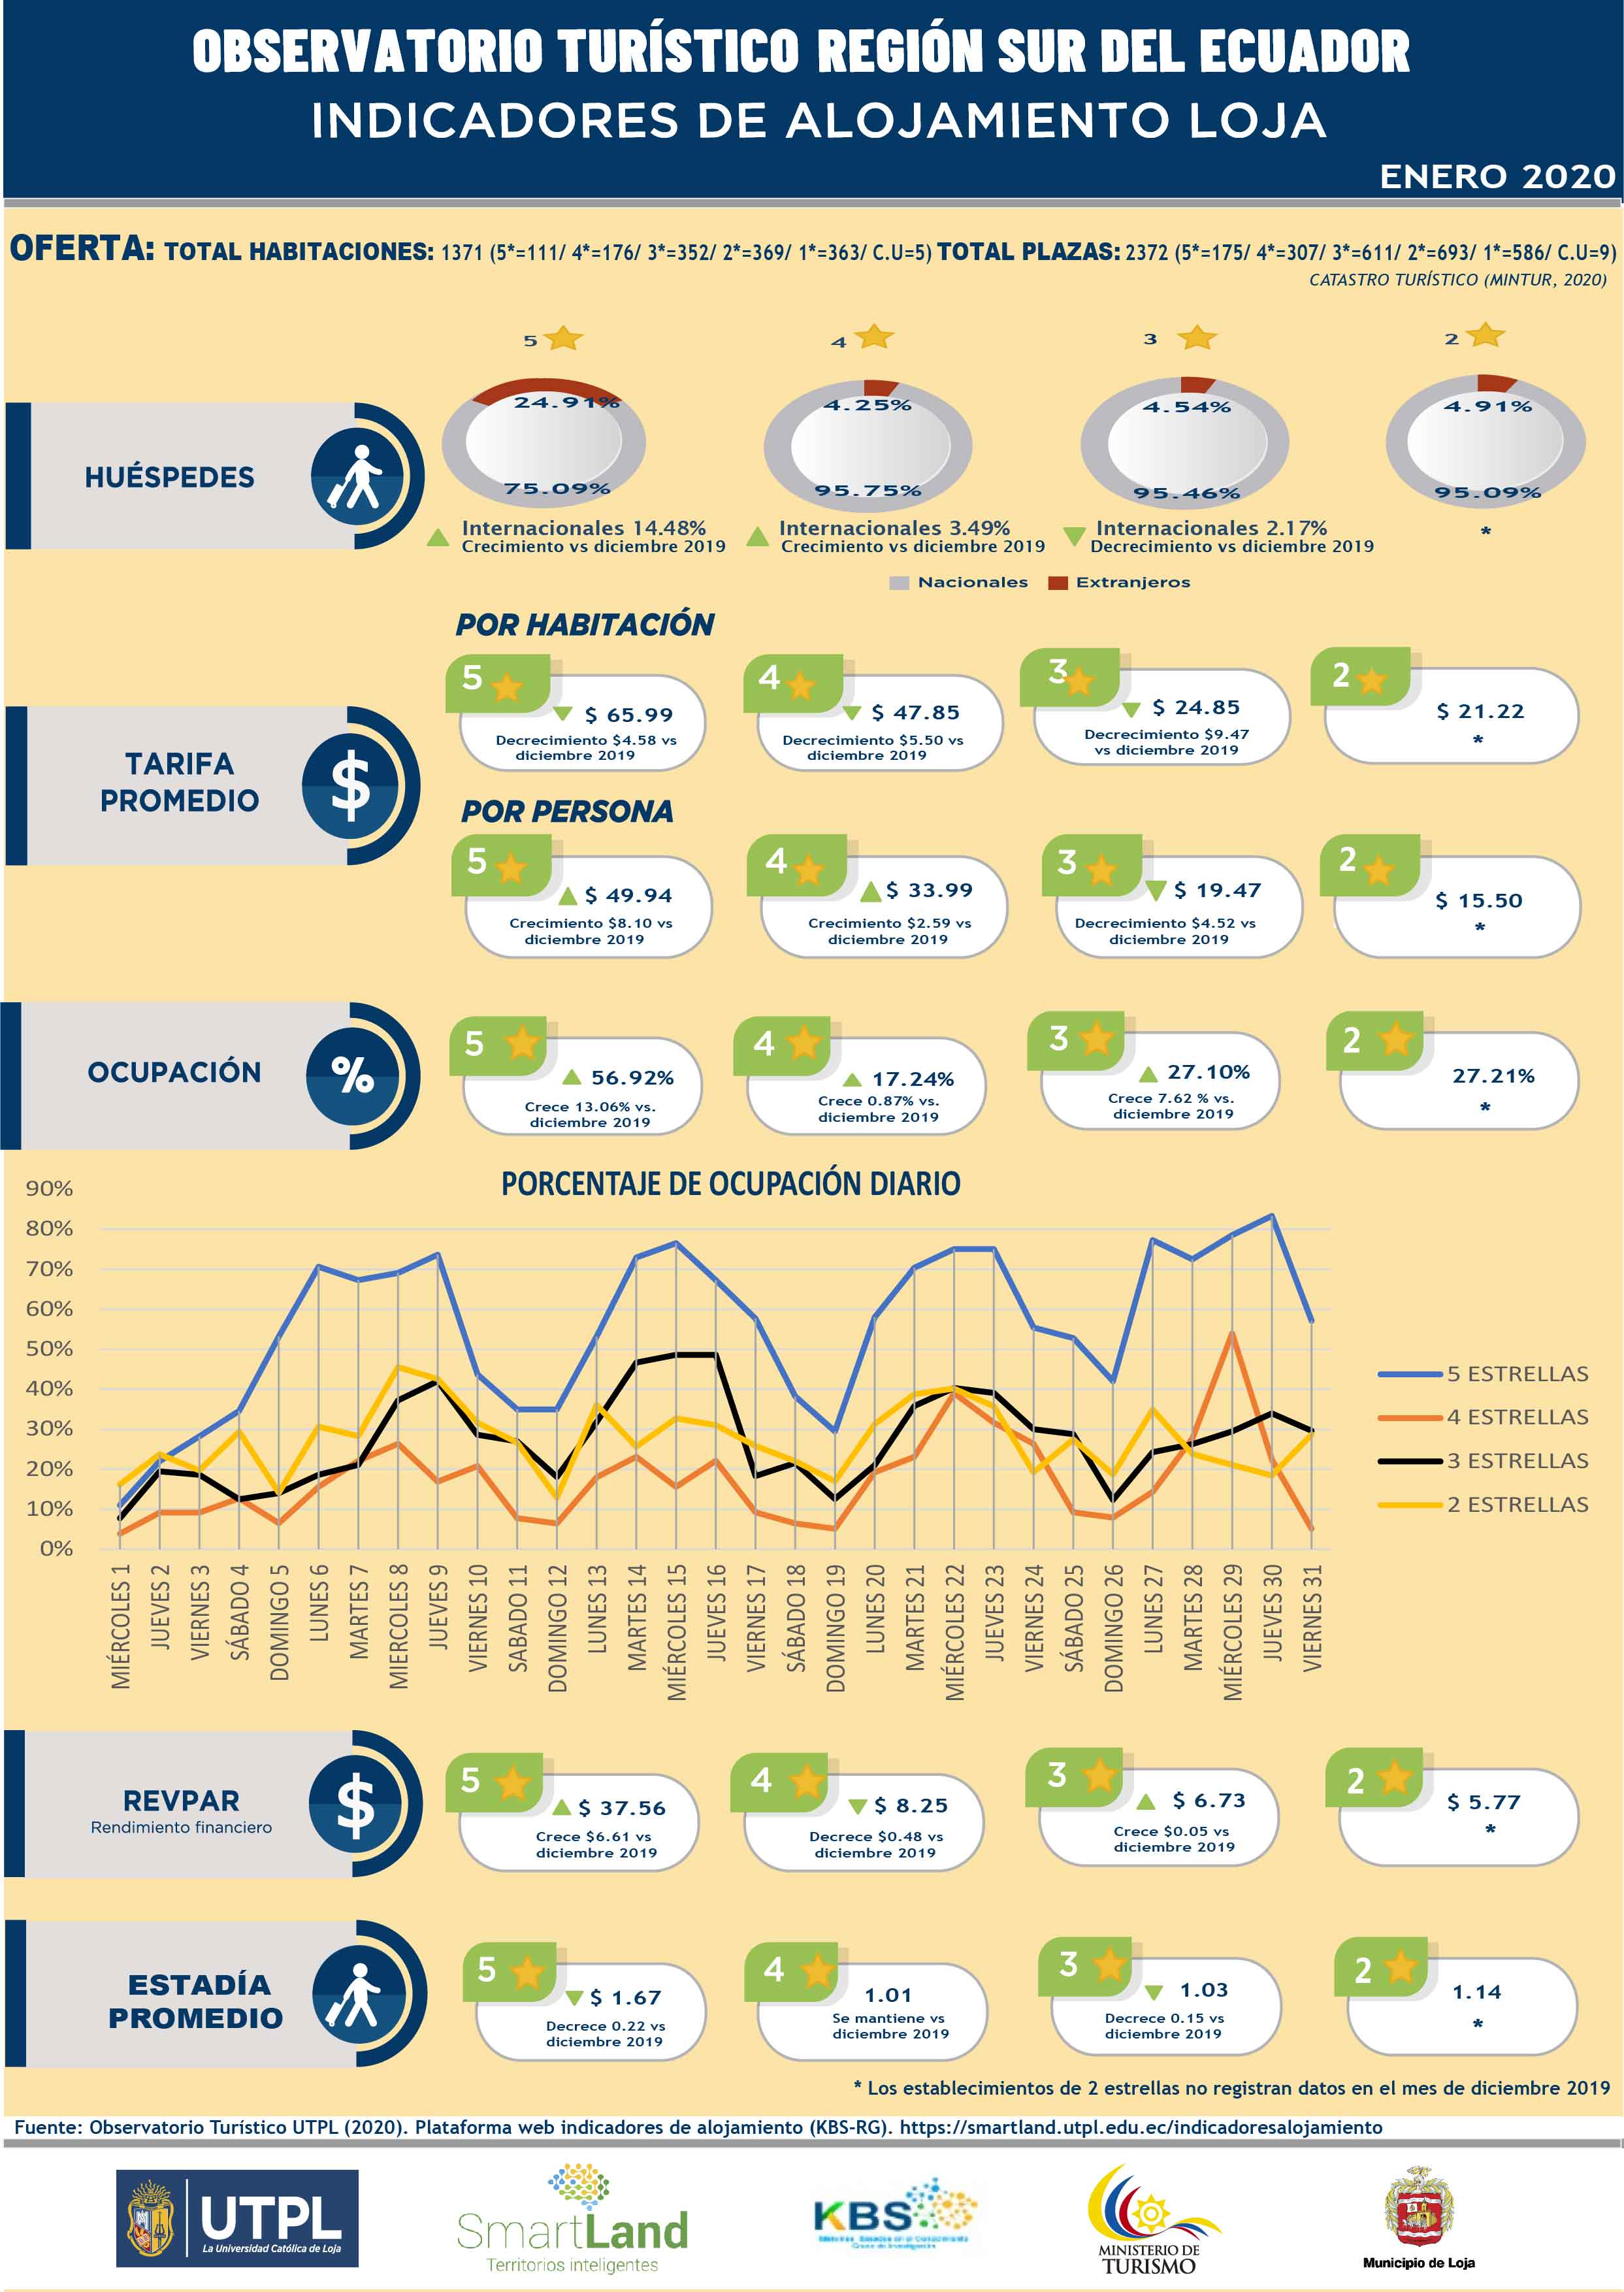 OBSERVATORIO TURÍSTICO REGIÓN SUR DEL ECUADOR
INDICADORES DE ALOJAMIENTO LOJA
ENERO 2020
OFERTA: TOTAL HABITACIONES: 1371 (5*=111/ 4*=176/ 3*=352/ 2*=369/ 1*=363/ C.U=5) TOTAL PLAZAS: 2372 (5*=175/ 4*=307/ 3*=611/ 2*=693/ 1*=586/ C.U=9)
CATASTRO TURÍSTICO (MINTUR, 2020)
HUÉSPEDES
5
24.91%
75.09%
Internacionales 14.48%
Crecimiento vs diciembre 2019
4
4.25%
95.75%
Internacionales 3.49%
Crecimiento vs diciembre 2019
3
4.54%
95.46%
Internacionales 2.17%
Decrecimiento vs diciembre 2019
2
4.91%
95.09%
*
Nacionales
Extranjeros
TARIFA
PROMEDIO
$
POR HABITACIÓN
5
$ 65.99
Decrecimiento $4.58 vs
diciembre 2019
4
$ 47.85
Decrecimiento $5.50 vs
diciembre 2019
3
$ 24.85
Decrecimiento $9.47
vs diciembre 2019
2
$ 21.22
*
POR PERSONA
5
$ 49.94
Crecimiento $8.10 vs
diciembre 2019
4
$ 33.99
Crecimiento $2.59 vs
diciembre 2019
3
$ 19.47
Decrecimiento $4.52 vs
diciembre 2019
2
$ 15.50
*
OCUPACIÓN
%
5
56.92%
Crece 13.06% vs.
diciembre 2019
4
17.24%
Crece 0.87% vs.
diciembre 2019
3
27.10%
Crece 7.62 % vs.
diciembre 2019
2
27.21%
*
PORCENTAJE DE OCUPACIÓN DIARIO
90%
80%
70%
60%
50%
40%
30%
20%
10%
0%
MIÉRCOLES 1
JUEVES 2
VIERNES 3
SÁBADO 4
DOMINGO 5
LUNES 6
MARTES 7
MIERCOLES 8
JUEVES 9
VIERNES 10
SABADO 11
DOMINGO 12
LUNES 13
MARTES 14
MIÉRCOLES 15
JUEVES 16
VIERNES 17
SÁBADO 18
DOMINGO 19
LUNES 20
MARTES 21
MIÉRCOLES 22
JUEVES 23
VIERNES 24
SÁBADO 25
DOMINGO 26
LUNES 27
MARTES 28
MIÉRCOLES 29
JUEVES 30
VIERNES 31
5 ESTRELLAS
4 ESTRELLAS
3 ESTRELLAS
2 ESTRELLAS
REVPAR
Rendimiento financiero
$
5
$ 37.56
Crece $6.61 vs
diciembre 2019
4
$ 8.25
Decrece $0.48 vs
diciembre 2019
3
$ 6.73
Crece $0.05 vs
diciembre 2019
2
$ 5.77
*
ESTADÍA
PROMEDIO
5
$ 1.67
Decrece 0.22 vs
diciembre 2019
4
1.01
Se mantiene vs
diciembre 2019
3
1.03
Decrece 0.15 vs
diciembre 2019
2
1.14
*
* Los establecimientos de 2 estrellas no registran datos en el mes de diciembre 2019
Fuente: Observatorio Turístico UTPL (2020). Plataforma web indicadores de alojamiento (KBS-RG). https://smartland.utpl.edu.ec/indicadoresalojamiento
UTPL
La Universidad Católica de Loja
SmartLand
Territorios inteligentes
KBS
MINISTERIO DE
TURISMO
Municipio de Loja